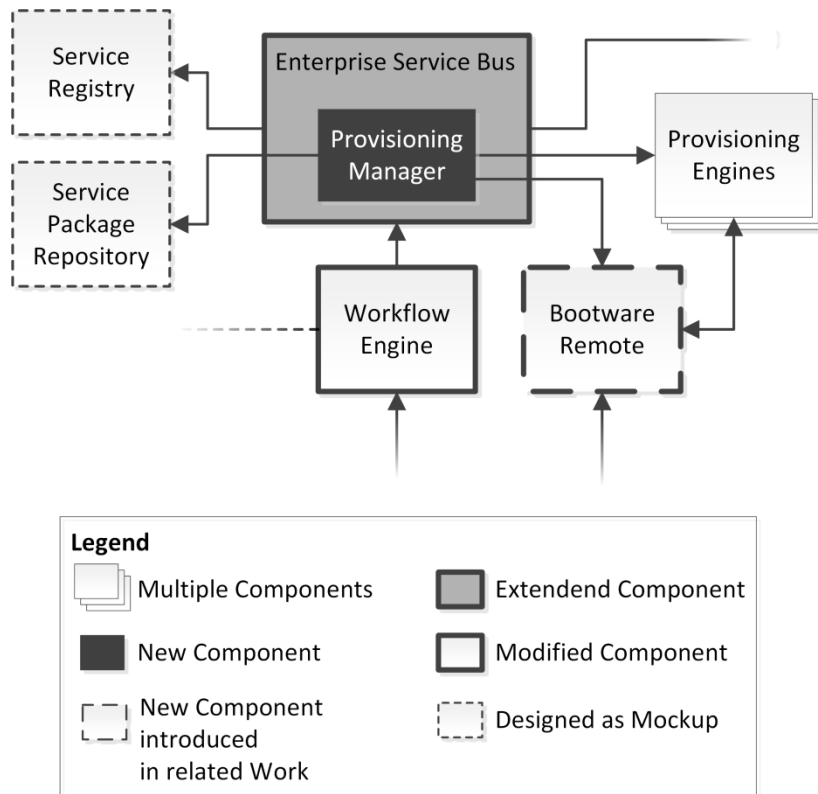 Service
Registry
Enterprise Service Bus
Provisioning
Manager
Provisioning
Engines
Service
Package
Repository
Workflow
Engine
Bootware
Remote
Legend
Multiple Components
Extendend Component
New Component
Modified Component
New Component
introduced
in related Work
Designed as Mockup